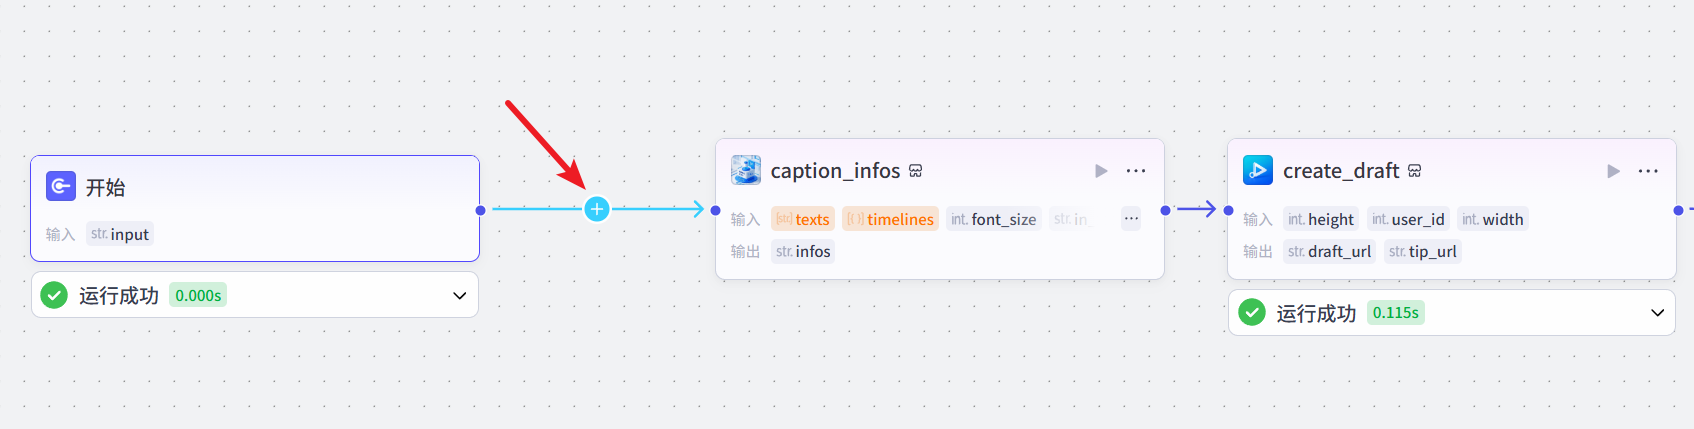 开始
输入 str. input
运行成功 0.000s
caption_infos
输入 [str] texts [{}] timelines int. font_size str. in_ ...
输出 str. infos
create_draft
输入 int. height int. user_id int. width
输出 str. draft_url str. tip_url
运行成功 0.115s